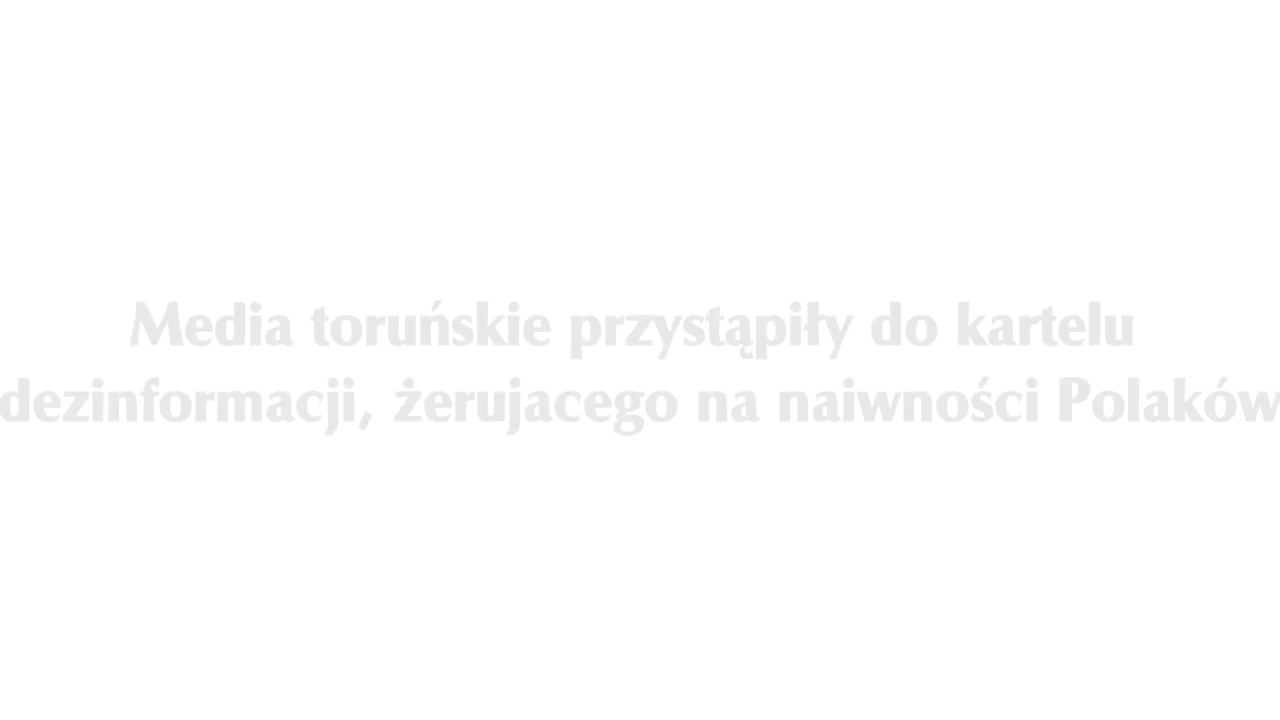 Media toruńskie przystąpiły do kartelu
dezinformacji, żerujacego na naiwności Polaków